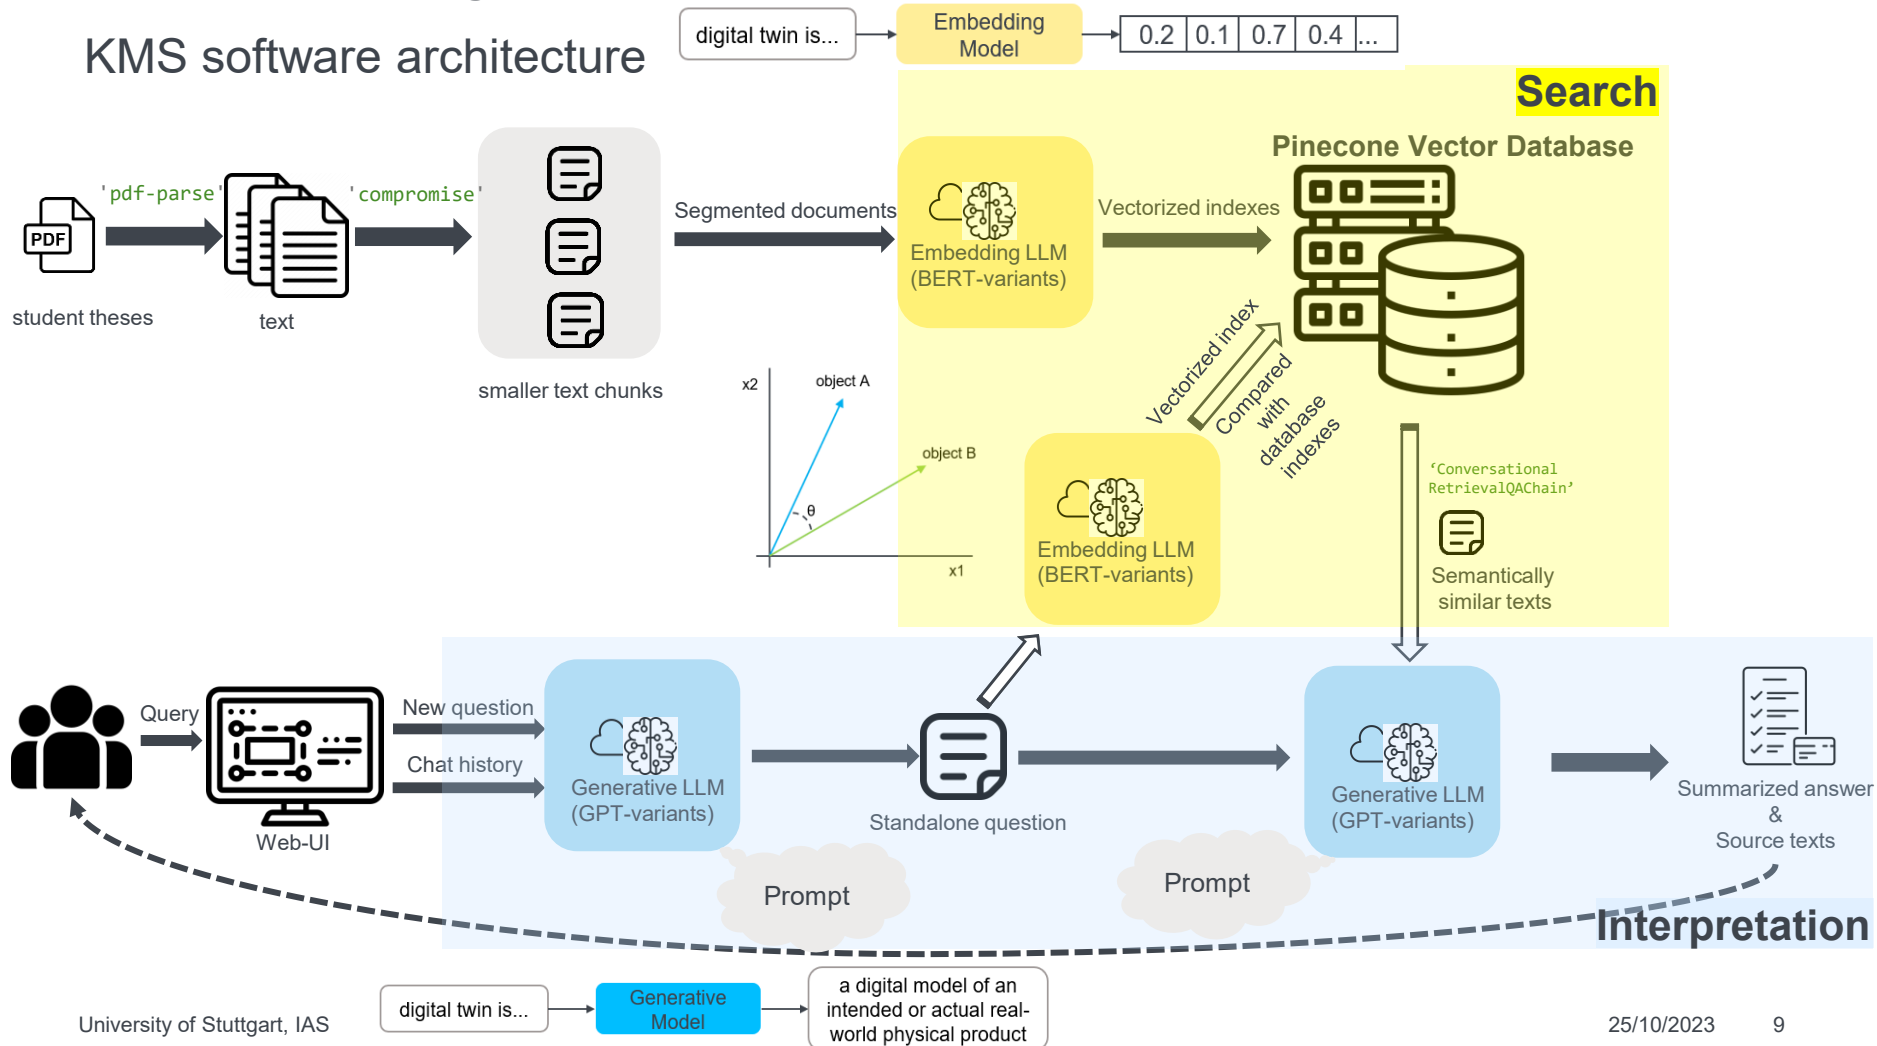 KMS software architecture
digital twin is...
Embedding
Model
0.2 0.1 0.7 0.4 ...
Search
Pinecone Vector Database
'pdf-parse'
'compromise'
PDF
student theses
text
smaller text chunks
Segmented documents
Embedding LLM
(BERT-variants)
Vectorized indexes
x2
object A
object B
θ
x1
Vectorized index
Compared
with
database
indexes
Embedding LLM
(BERT-variants)
‘Conversational
RetrievalQAChain’
Semantically
similar texts
Query
Web-UI
New question
Chat history
Generative LLM
(GPT-variants)
Standalone question
Generative LLM
(GPT-variants)
Summarized answer
&
Source texts
Prompt
Prompt
Interpretation
digital twin is...
Generative
Model
a digital model of an
intended or actual real-
world physical product
University of Stuttgart, IAS
25/10/2023
9